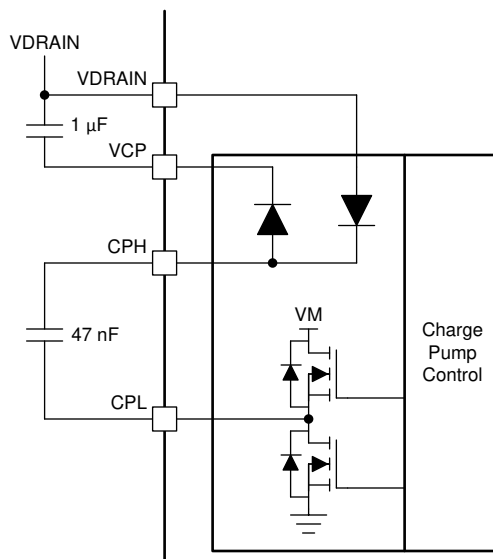 VDRAIN
VDRAIN
1 µF
VCP
CPH
47 nF
VM
Charge
Pump
Control
CPL